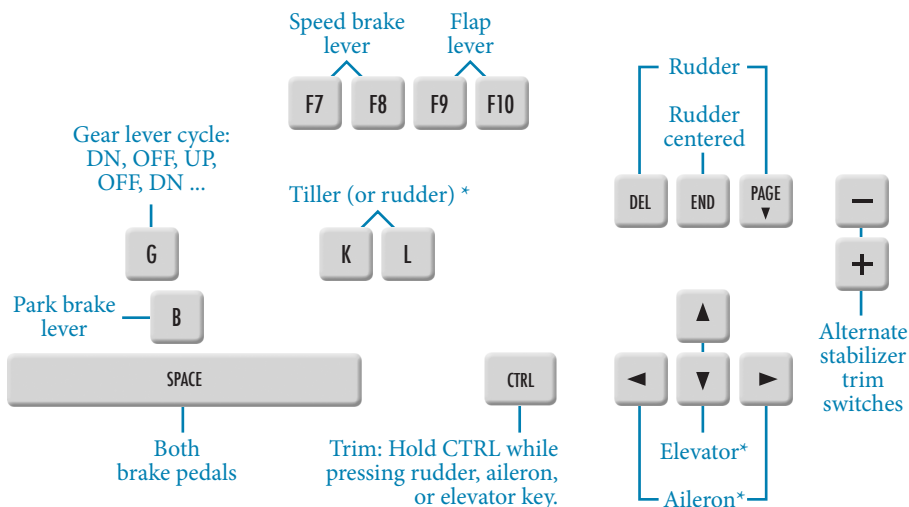 Speed brake
lever
Flap
lever
F7
F8
F9
F10
Rudder
Rudder
centered
DEL
END
PAGE
Gear lever cycle:
DN, OFF, UP,
OFF, DN ...
G
Tiller (or rudder) *
K
L
Park brake
lever
B
SPACE
Both
brake pedals
CTRL
Trim: Hold CTRL while
pressing rudder, aileron,
or elevator key.
Elevator*
Aileron*
−
+
Alternate
stabilizer
trim
switches